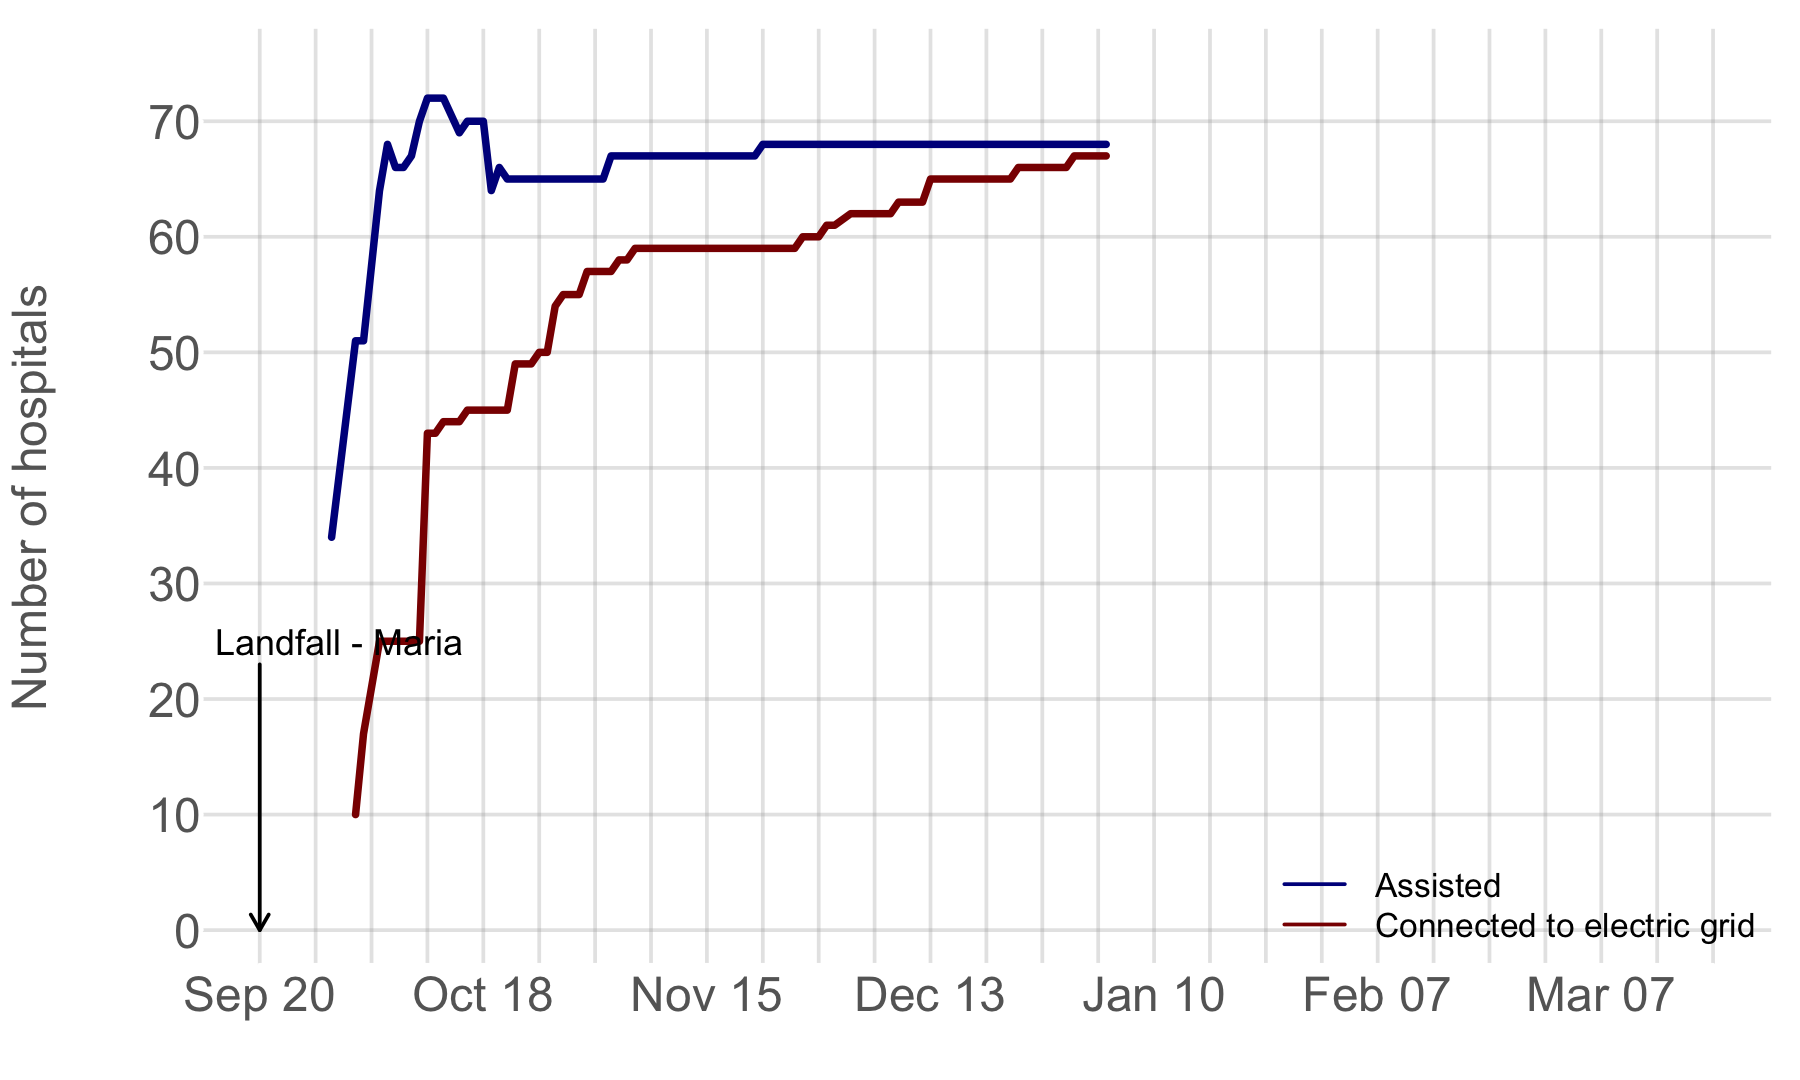 Number of hospitals
70
60
50
40
30
20
10
0
Landfall - Maria
Assisted
Connected to electric grid
Sep 20 Oct 18 Nov 15 Dec 13 Jan 10 Feb 07 Mar 07